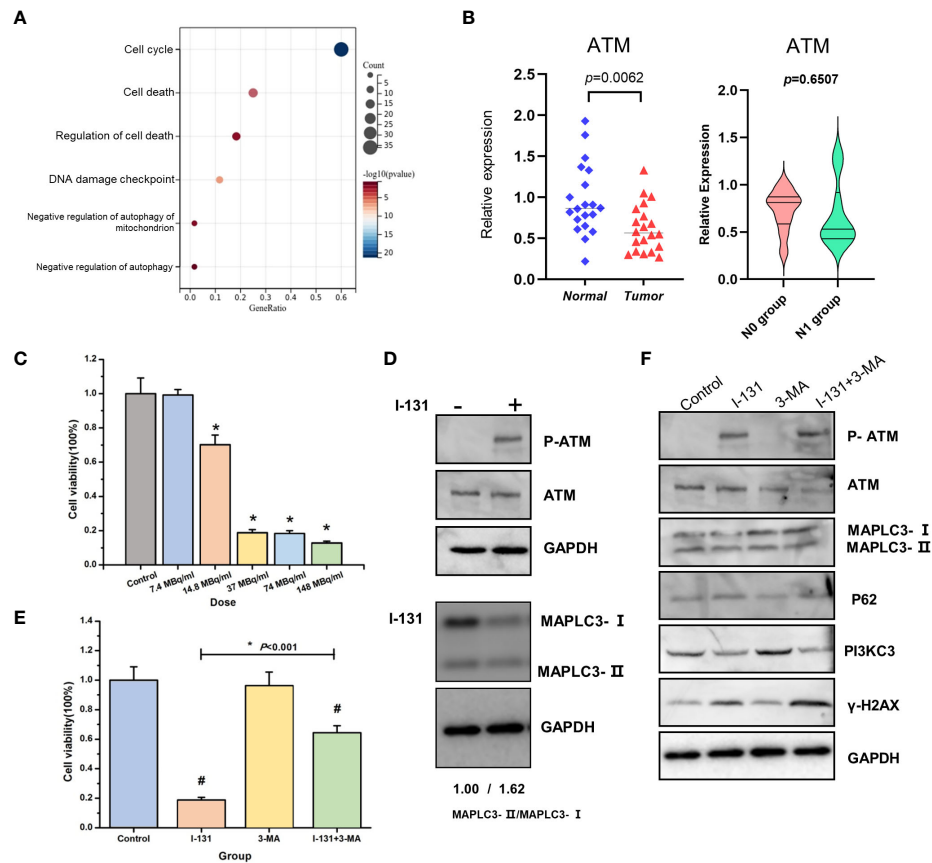 A
Cell cycle
Cell death
Regulation of cell death
DNA damage checkpoint
Negative regulation of autophagy of
mitochondrion
Negative regulation of autophagy
0.0 0.1 0.2 0.3 0.4 0.5 0.6
GeneRatio
Count
5
10
15
20
25
30
35
-log10(pvalue)
5
10
15
20
B
ATM
p=0.0062
Relative expression
2.5
2.0
1.5
1.0
0.5
0.0
Normal Tumor
ATM
p=0.6507
Relative Expression
2.0
1.5
1.0
0.5
0.0
N0 group N1 group
C
Cell viability(100%)
1.2
1.0
0.8
0.6
0.4
0.2
0.0
* * * *
Control 7.4 MBq/ml 14.8 MBq/ml 37 MBq/ml 74 MBq/ml 148 MBq/ml
Dose
D
I-131 - +
P-ATM
ATM
GAPDH
I-131
MAPLC3- Ⅰ
MAPLC3- Ⅱ
GAPDH
1.00 / 1.62
MAPLC3- Ⅱ/MAPLC3- Ⅰ
E
Cell viability(100%)
1.4
1.2
1.0
0.8
0.6
0.4
0.2
0.0
* P<0.001
# #
Control I-131 3-MA I-131+3-MA
Group
F
Control I-131 3-MA I-131+3-MA
P- ATM
ATM
MAPLC3- Ⅰ
MAPLC3- Ⅱ
P62
PI3KC3
γ-H2AX
GAPDH